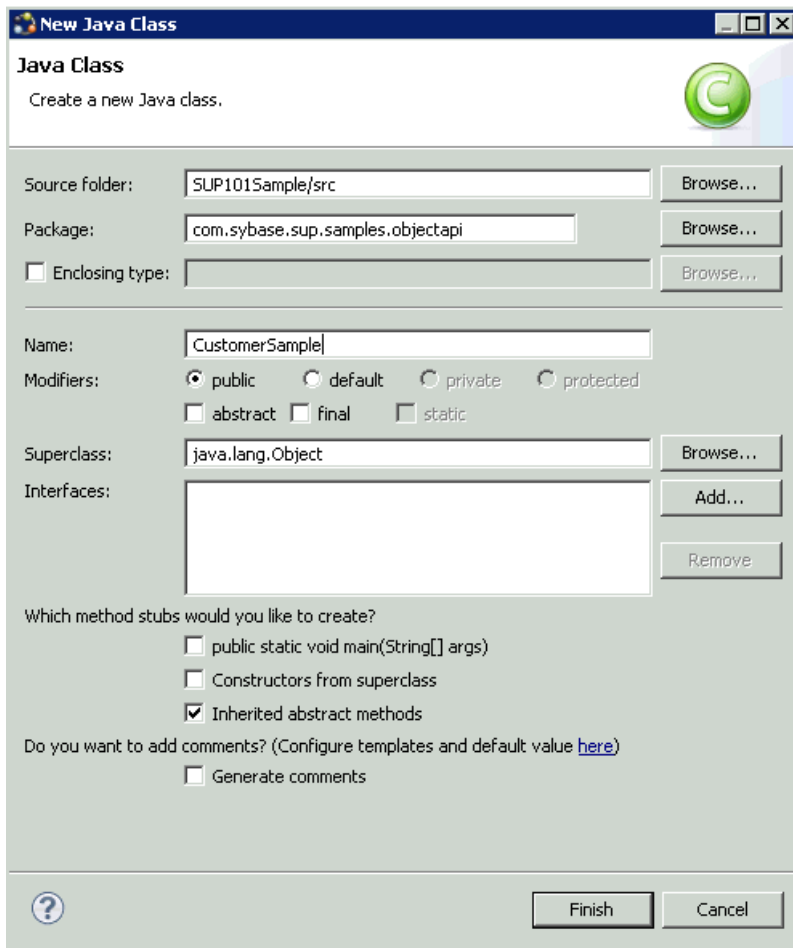 New Java Class
Java Class
Create a new Java class.
C
Source folder: SUP101Sample/src Browse...
Package: com.sybase.sup.samples.objectapi Browse...
Enclosing type: Browse...
Name: CustomerSample
Modifiers: public default private protected
abstract final static
Superclass: java.lang.Object Browse...
Interfaces: Add...
Remove
Which method stubs would you like to create?
public static void main(String[] args)
Constructors from superclass
Inherited abstract methods
Do you want to add comments? (Configure templates and default value here)
Generate comments
? Finish Cancel